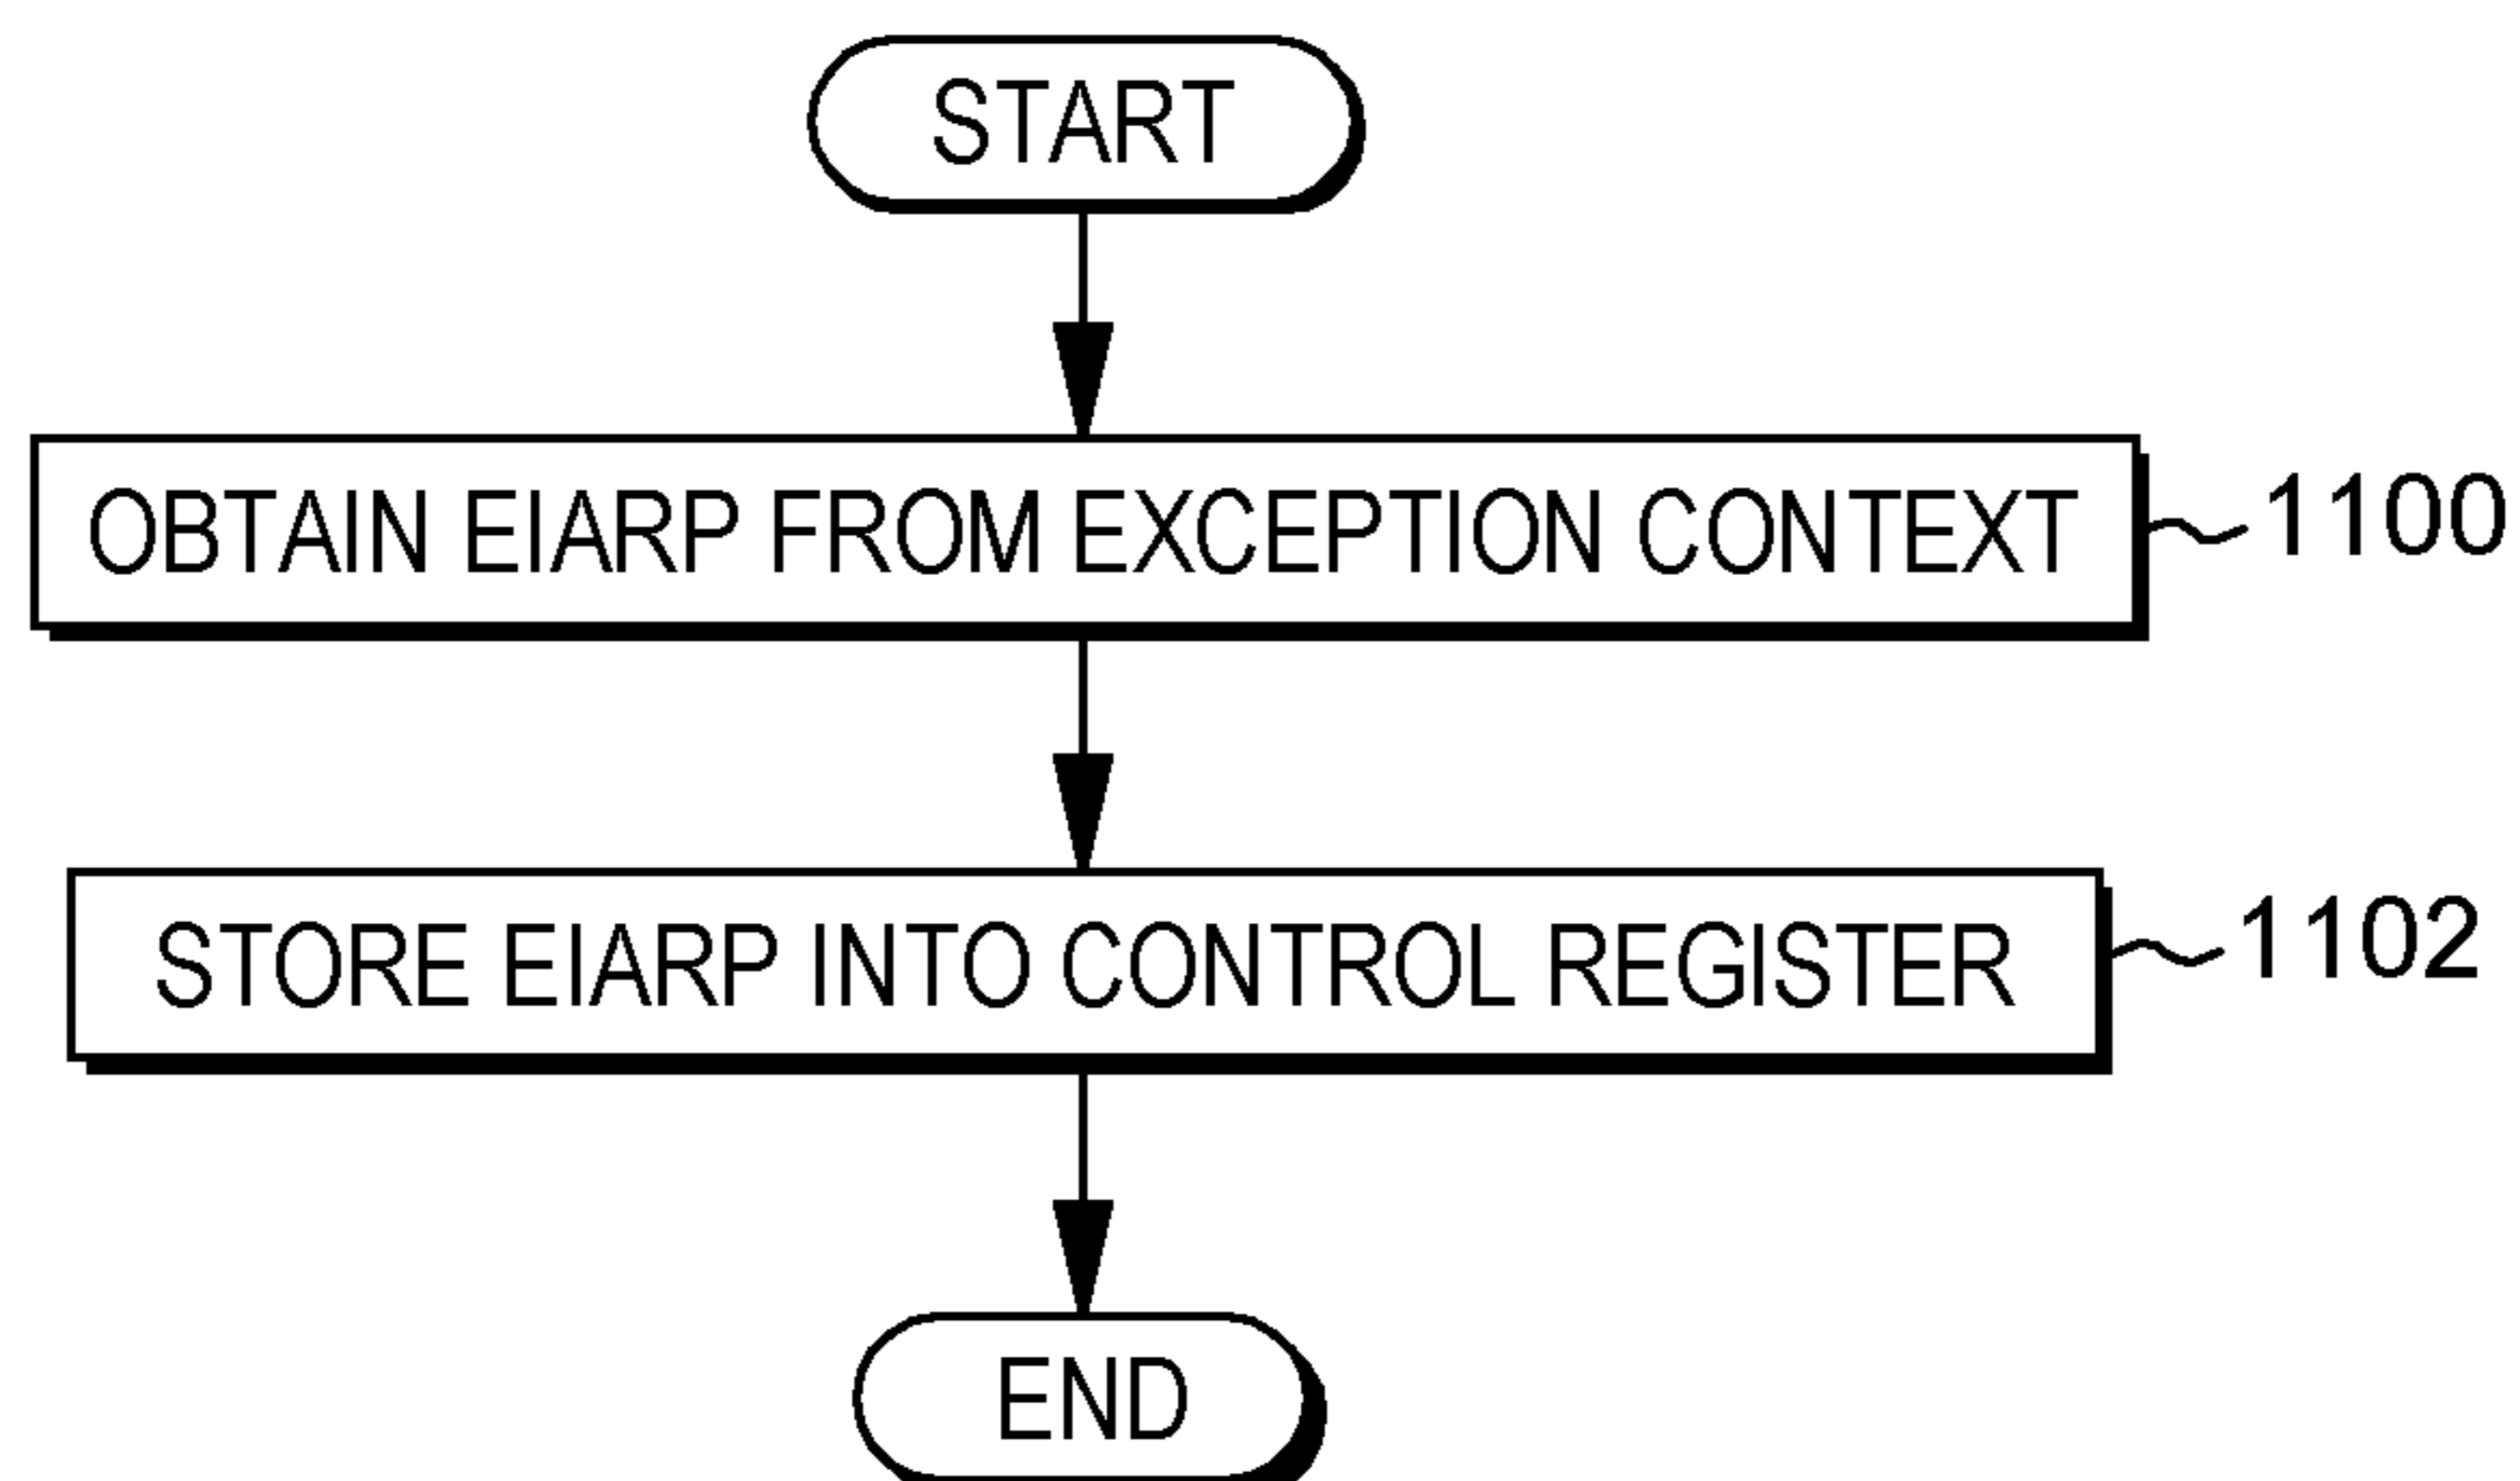 START
OBTAIN EIARP FROM EXCEPTION CONTEXT 1100
STORE EIARP INTO CONTROL REGISTER 1102
END